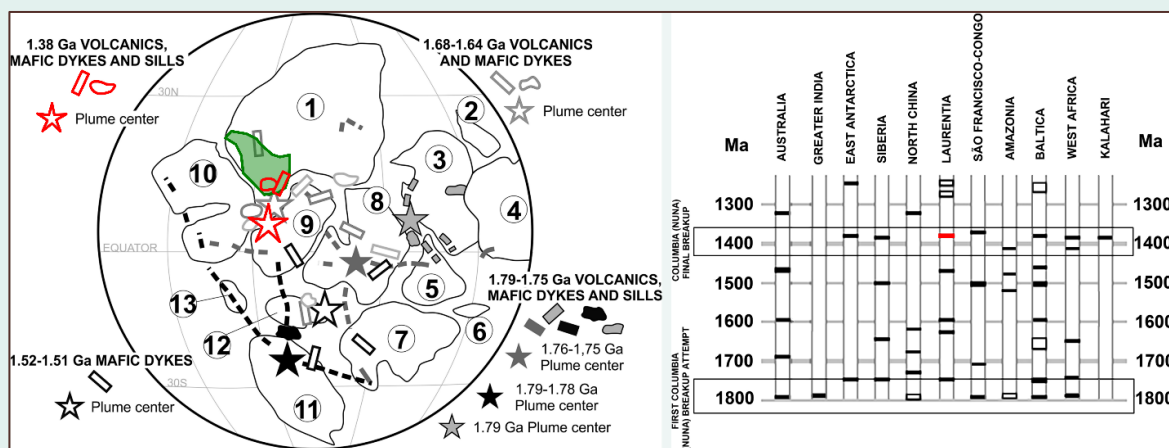 1.38 Ga VOLCANICS,
MAFIC DYKES AND SILLS
Plume center
1.68-1.64 Ga VOLCANICS
AND MAFIC DYKES
Plume center
30N
1
2
3
4
10
9
8
EQUATOR
5
13
12
6
7
11
30S
1.79-1.75 Ga VOLCANICS,
MAFIC DYKES AND SILLS
1.76-1,75 Ga
Plume center
1.79-1.78 Ga
Plume center
1.79 Ga Plume center
1.52-1.51 Ga MAFIC DYKES
Plume center
Ma
AUSTRALIA
GREATER INDIA
EAST ANTARCTICA
SIBERIA
NORTH CHINA
LAURENTIA
SÃO FRANCISCO-CONGO
AMAZONIA
BALTICA
WEST AFRICA
KALAHARI
Ma
1300
1300
COLUMBIA (NUNA)
FINAL BREAKUP
1400
1400
1500
1500
1600
1600
1700
1700
FIRST COLUMBIA
NUNA) BREAKUP ATTEMPT
1800
1800